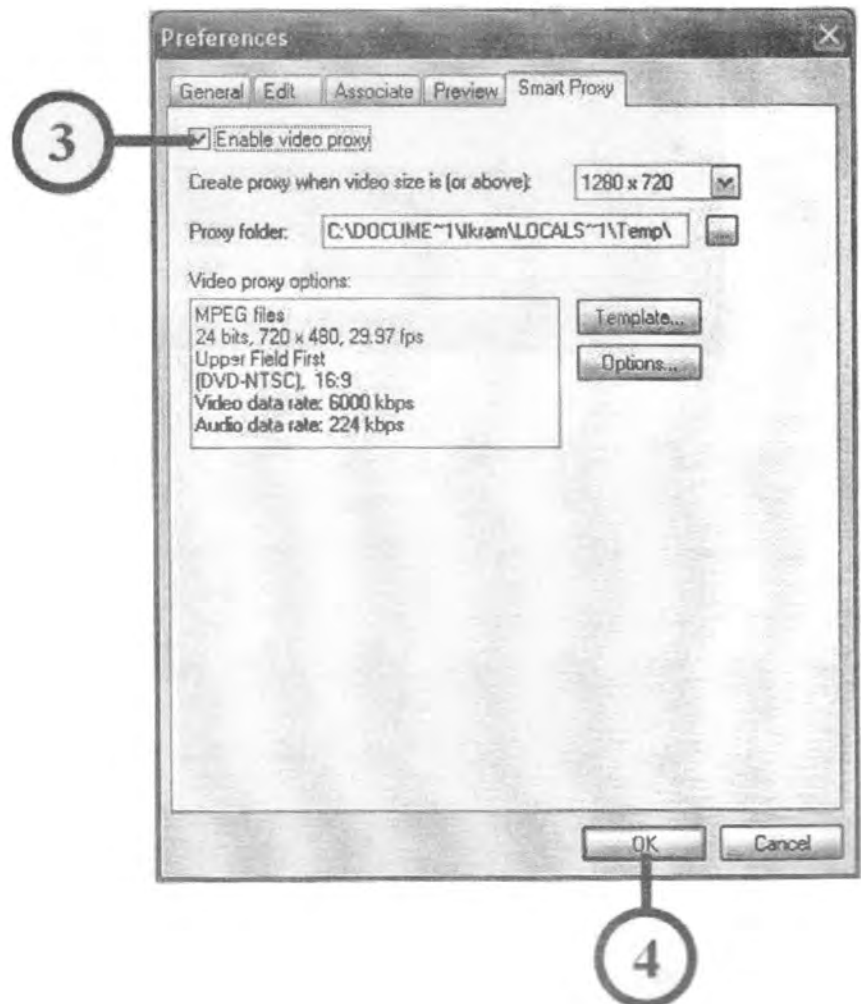 Preferences
General Edit Associate Preview Smart Proxy
3
Enable video proxy
Create proxy when video size is (or above): 1280 x 720
Proxy folder: C:\DOCUME~1\Ikram\LOCALS~1\Temp\ ...
Video proxy options:
MPEG files
24 bits, 720 x 480, 29.97 fps
Upper Field First
(DVD-NTSC), 16:9
Video data rate: 6000 kbps
Audio data rate: 224 kbps
Template...
Options...
OK Cancel
4